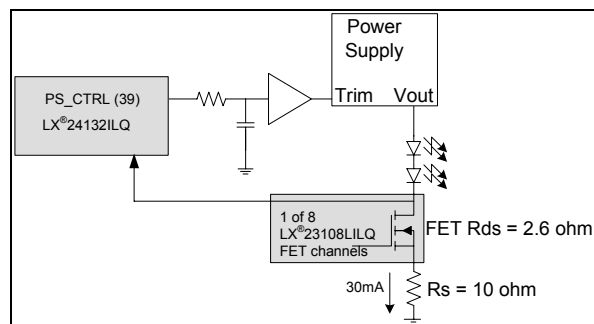 Power
Supply
Trim Vout
PS_CTRL (39)
LX®24132ILQ
1 of 8
LX®23108LILQ
FET channels
FET Rds = 2.6 ohm
30mA
Rs = 10 ohm